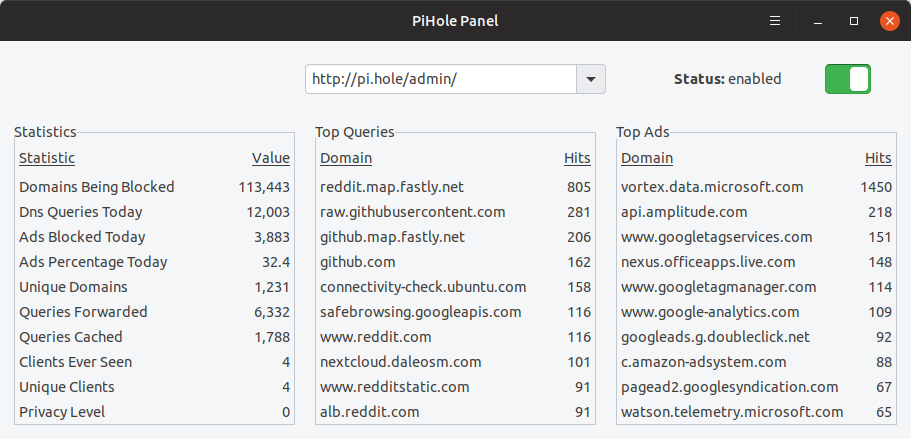 PiHole Panel
http://pi.hole/admin/ Status: enabled
Statistics Top Queries Top Ads
Statistic Value Domain Hits Domain Hits
Domains Being Blocked 113,443 reddit.map.fastly.net 805 vortex.data.microsoft.com 1450
Dns Queries Today 12,003 raw.githubusercontent.com 281 api.amplitude.com 218
Ads Blocked Today 3,883 github.map.fastly.net 206 www.googletagservices.com 151
Ads Percentage Today 32.4 github.com 162 nexus.officeapps.live.com 148
Unique Domains 1,231 connectivity-check.ubuntu.com 158 www.googletagmanager.com 114
Queries Forwarded 6,332 safebrowsing.googleapis.com 116 www.google-analytics.com 109
Queries Cached 1,788 www.reddit.com 116 googleads.g.doubleclick.net 92
Clients Ever Seen 4 nextcloud.daleosm.com 101 c.amazon-adsystem.com 88
Unique Clients 4 www.redditstatic.com 91 pagead2.googlesyndication.com 67
Privacy Level 0 alb.reddit.com 91 watson.telemetry.microsoft.com 65